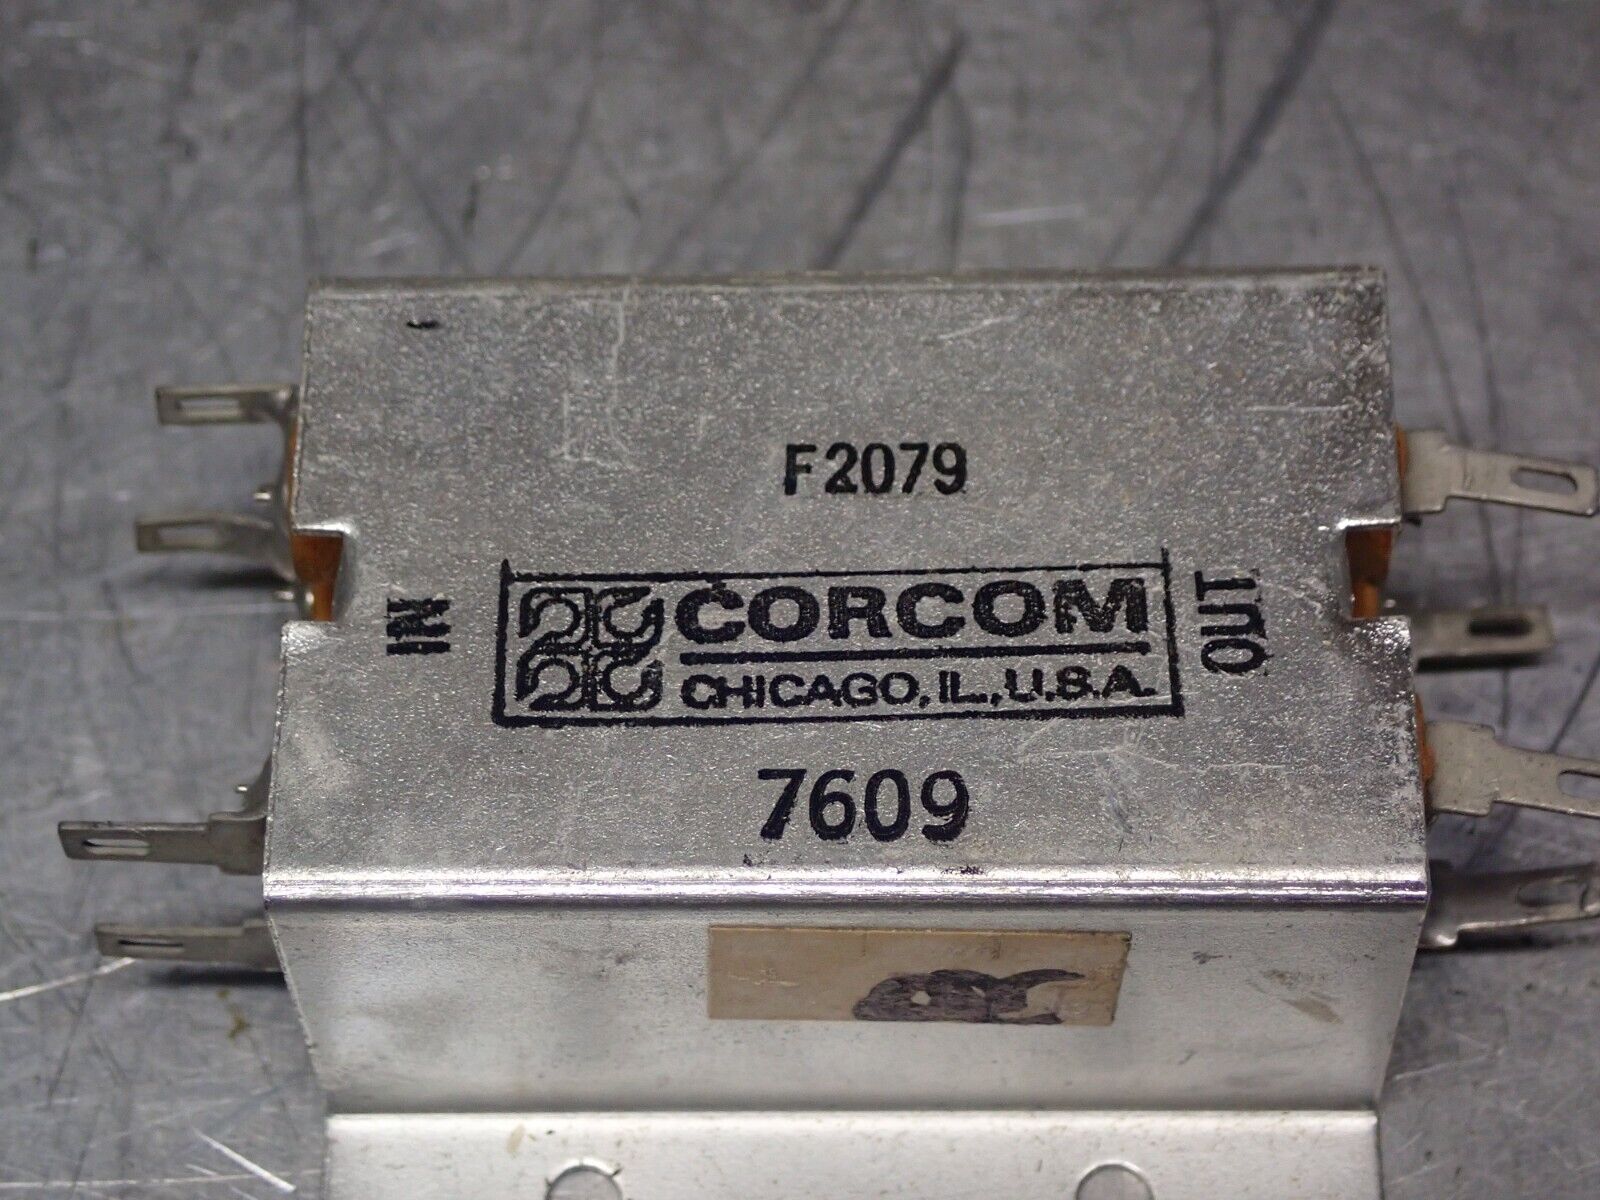 F2079
IN
CORCOM
CHICAGO, IL., U.S.A.
OUT
7609